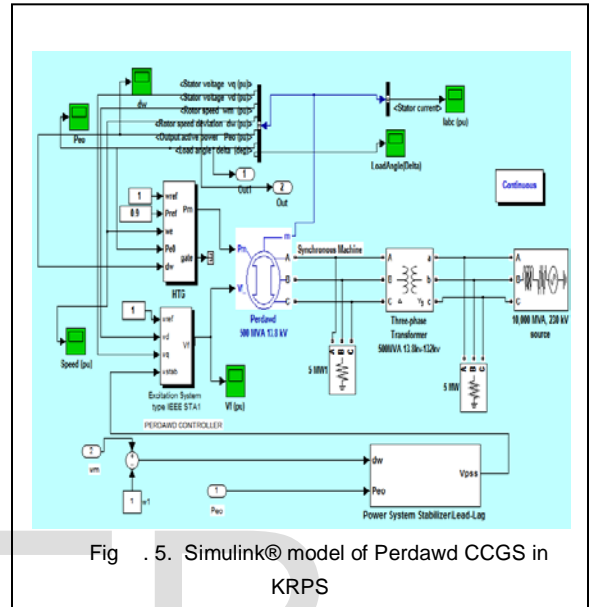 <Stator voltage vq (pu)>
<Stator voltage vd (pu)>
<Rotor speed wm (pu)>
<Rotor speed deviation dw (pu)>
<Output active power Peo (pu)>
<Load angle delta (deg)>
dw
Peo
<Stator current>
Iabc (pu)
LoadAngle(Delta)
1
Out1
2
Out
Continuous
1
0.9
wref
Pref
we
Pe0
dw
Pm
gate
HTG
Pm
Vf_
m
A
B
C
Synchronous Machine
Perdawd
500 MVA 13.8 kV
A
B
C
a
b
c
Three-phase
Transformer
500MVA 13.8kv-132kv
A
B
C
10,000 MVA, 230 kV
source
1
vref
vd
vq
vstab
Vf
Excitation System
type IEEE STA1
Speed (pu)
Vf (pu)
A B C
5 MW1
A B C
5 MW
PERDAWD CONTROLLER
2
wm
1
w1
1
Peo
dw
Peo
Vpss
Power System Stabilizer\Lead-Lag
Fig . 5. Simulink® model of Perdawd CCGS in
KRPS